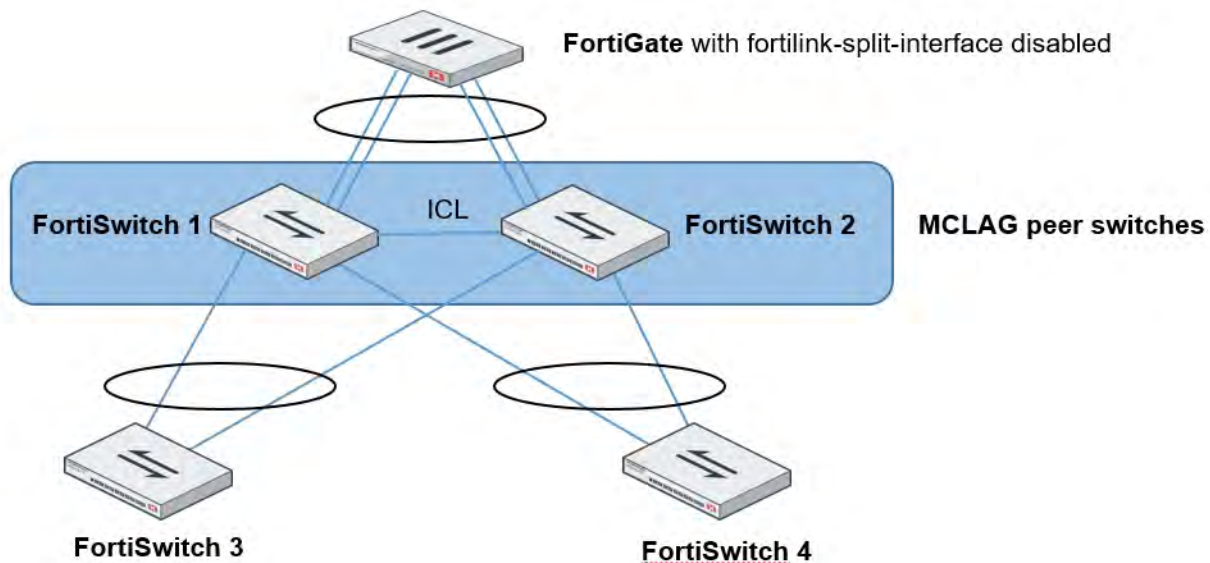 FortiGate with fortilink-split-interface disabled
FortiSwitch 1
ICL
FortiSwitch 2
MCLAG peer switches
FortiSwitch 3
FortiSwitch 4